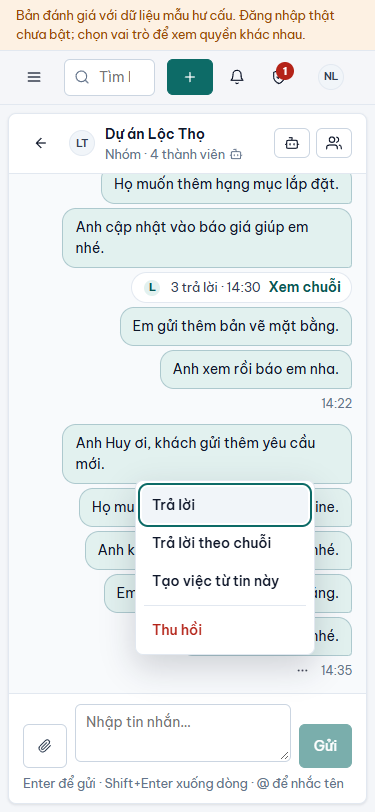 Bản đánh giá với dữ liệu mẫu hư cấu. Đăng nhập thật
chưa bật; chọn vai trò để xem quyền khác nhau.
Tìm
1
NL
LT
Dự án Lộc Thọ
Nhóm · 4 thành viên
Họ muốn thêm hạng mục lắp đặt.
Anh cập nhật vào báo giá giúp em
nhé.
L 3 trả lời · 14:30 Xem chuỗi
Em gửi thêm bản vẽ mặt bằng.
Anh xem rồi báo em nha.
14:22
Anh Huy ơi, khách gửi thêm yêu cầu
mới.
Họ
Trả lời
Anh
nhé.
Trả lời theo chuỗi
Em
Tạo việc từ tin này
nhé.
Thu hồi
··· 14:35
Nhập tin nhắn...
Gửi
Enter để gửi · Shift+Enter xuống dòng · @ để nhắc tên